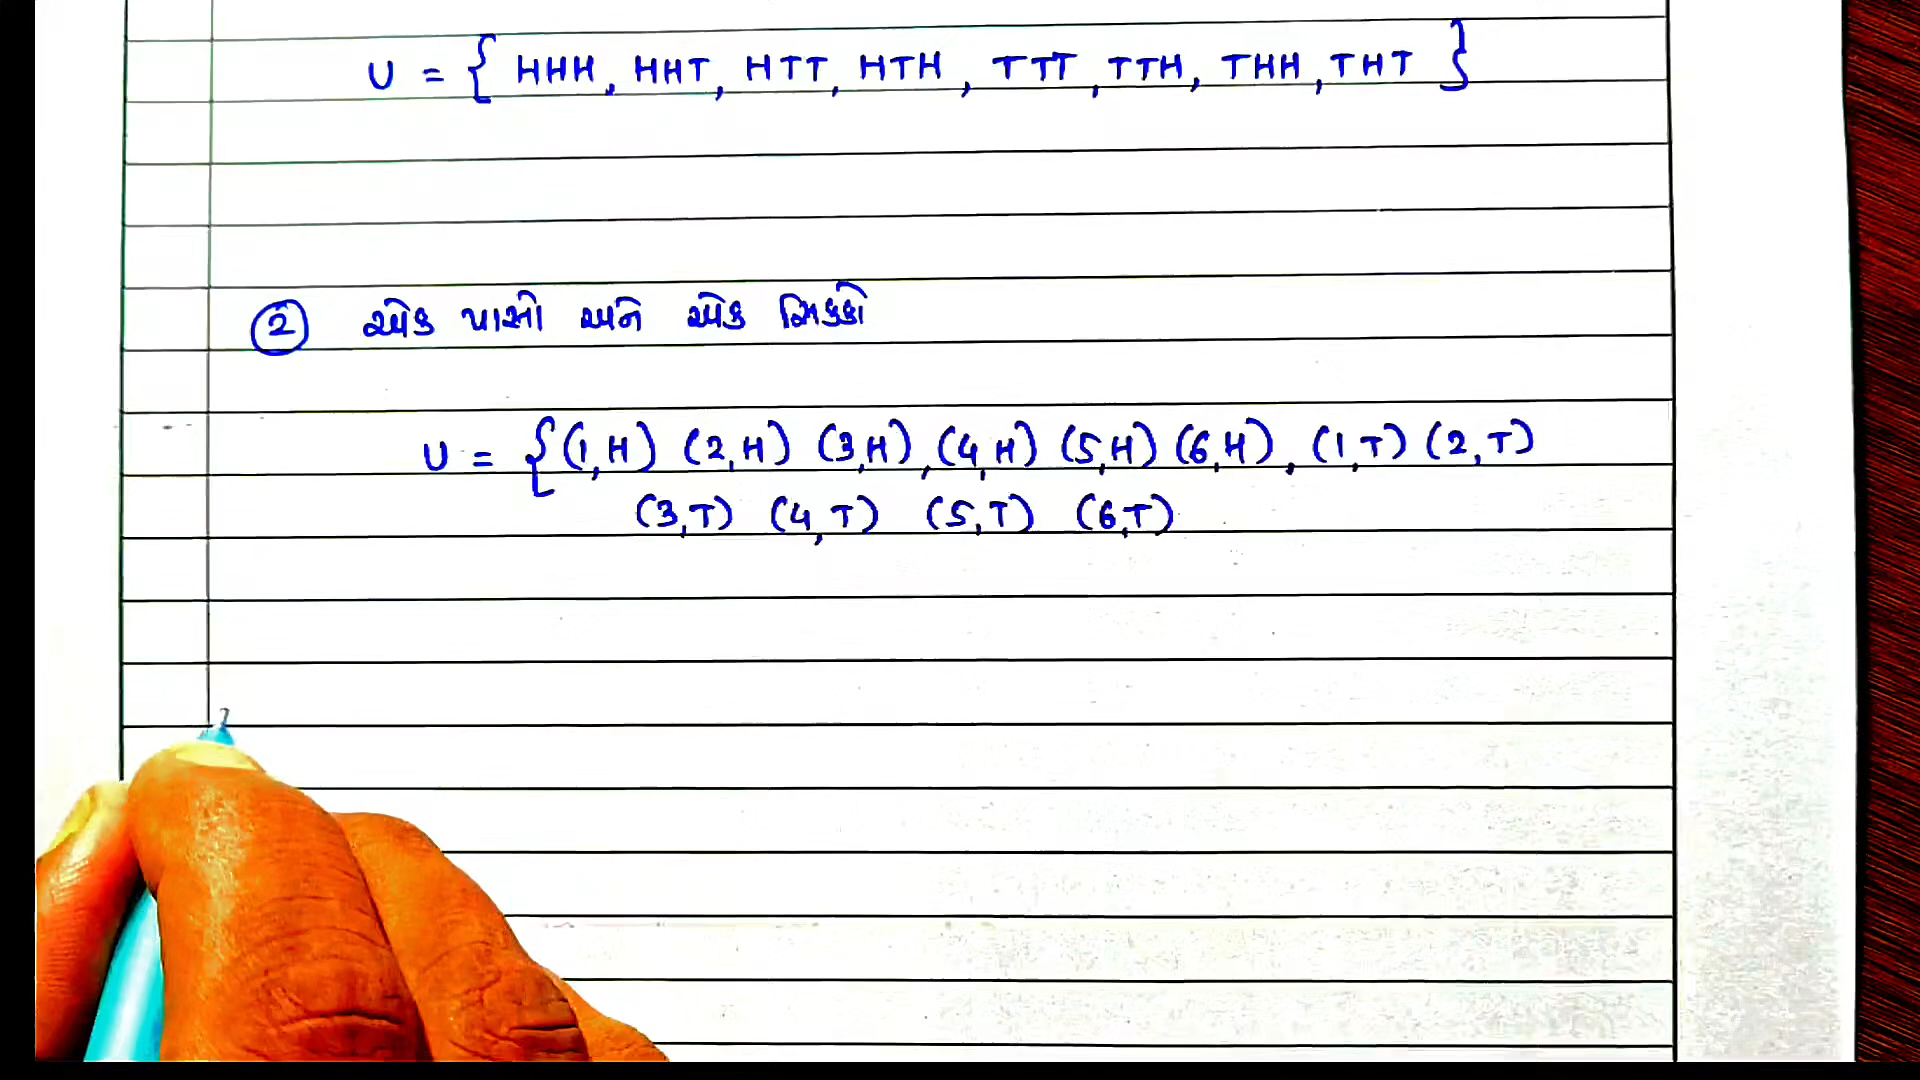 U = { HHH, HHT, HTT, HTH, TTT, TTH, THH, THT }
② એક પાસો અને એક સિક્કો
U = {(1,H) (2,H) (3,H), (4,H) (5,H) (6,H), (1,T) (2,T)
(3,T) (4,T) (5,T) (6,T)